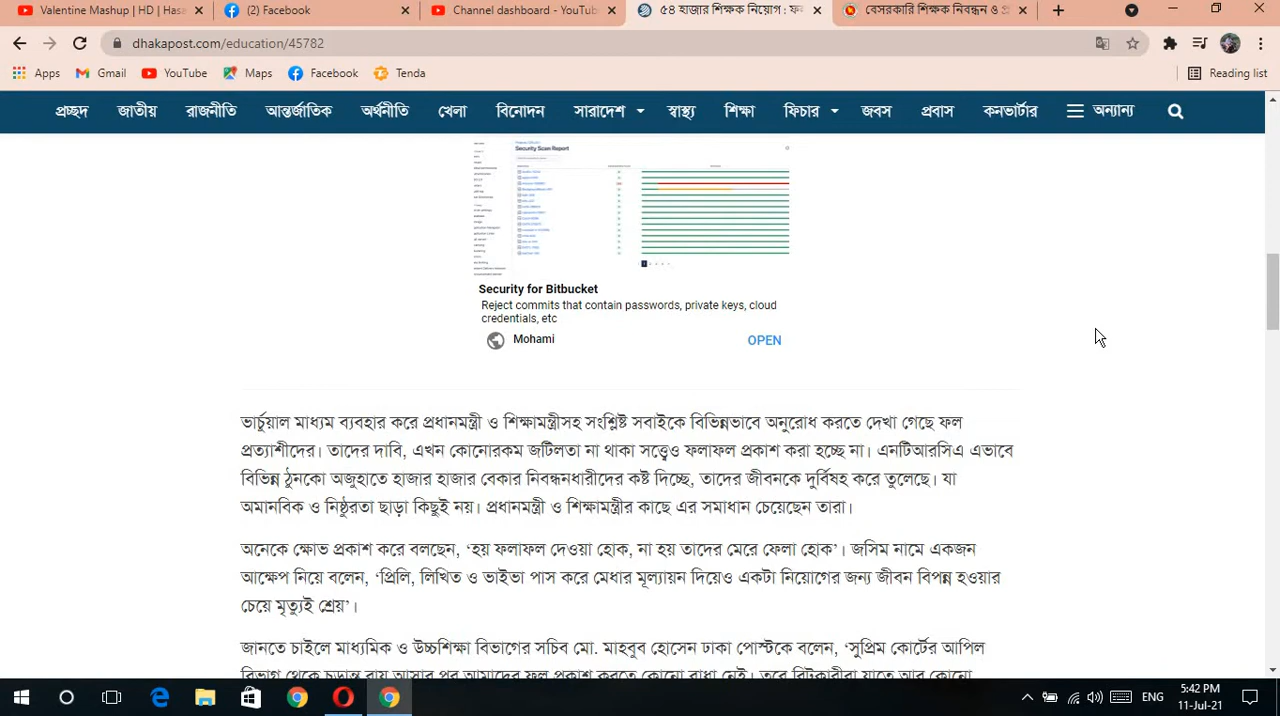 Valentine Mashup | HD | Has
(2) Facebook
Channel dashboard - YouTube
৫৪ হাজার শিক্ষক নিয়োগ : ফল
বেসরকারি শিক্ষক নিবন্ধন ও প্র
dhakapost.com/education/45782
Apps Gmail YouTube Maps Facebook Tenda Reading list
প্রচ্ছদ জাতীয় রাজনীতি আন্তর্জাতিক অর্থনীতি খেলা বিনোদন সারাদেশ স্বাস্থ্য শিক্ষা ফিচার জবস প্রবাস কনভার্টার অন্যান্য
Security Scan Report
Security for Bitbucket
Reject commits that contain passwords, private keys, cloud
credentials, etc
Mohami OPEN
ভার্চুয়াল মাধ্যম ব্যবহার করে প্রধানমন্ত্রী ও শিক্ষামন্ত্রীসহ সংশ্লিষ্ট সবাইকে বিভিন্নভাবে অনুরোধ করতে দেখা গেছে ফল
প্রত্যাশীদের। তাদের দাবি, এখন কোনোরকম জটিলতা না থাকা সত্ত্বেও ফলাফল প্রকাশ করা হচ্ছে না। এনটিআরসিএ এভাবে
বিভিন্ন ঠুনকো অজুহাতে হাজার হাজার বেকার নিবন্ধনধারীদের কষ্ট দিচ্ছে, তাদের জীবনকে দুর্বিষহ করে তুলেছে। যা
অমানবিক ও নিষ্ঠুরতা ছাড়া কিছুই নয়। প্রধানমন্ত্রী ও শিক্ষামন্ত্রীর কাছে এর সমাধান চেয়েছেন তারা।
অনেকে ক্ষোভ প্রকাশ করে বলছেন, ‘হয় ফলাফল দেওয়া হোক, না হয় তাদের মেরে ফেলা হোক’। জসিম নামে একজন
আক্ষেপ নিয়ে বলেন, ‘প্রিলি, লিখিত ও ভাইভা পাস করে মেধার মূল্যায়ন দিয়েও একটা নিয়োগের জন্য জীবন বিপন্ন হওয়ার
চেয়ে মৃত্যুই শ্রেয়’।
জানতে চাইলে মাধ্যমিক ও উচ্চশিক্ষা বিভাগের সচিব মো. মাহবুব হোসেন ঢাকা পোস্টকে বলেন, ‘সুপ্রিম কোর্টের আপিল
ENG
5:42 PM
11-Jul-21